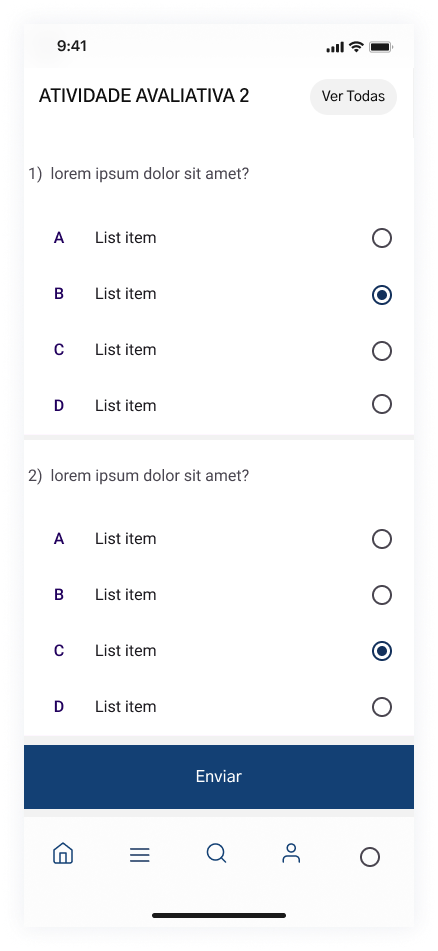 9:41
ATIVIDADE AVALIATIVA 2
Ver Todas
1) lorem ipsum dolor sit amet?
A List item
B List item
C List item
D List item
2) lorem ipsum dolor sit amet?
A List item
B List item
C List item
D List item
Enviar